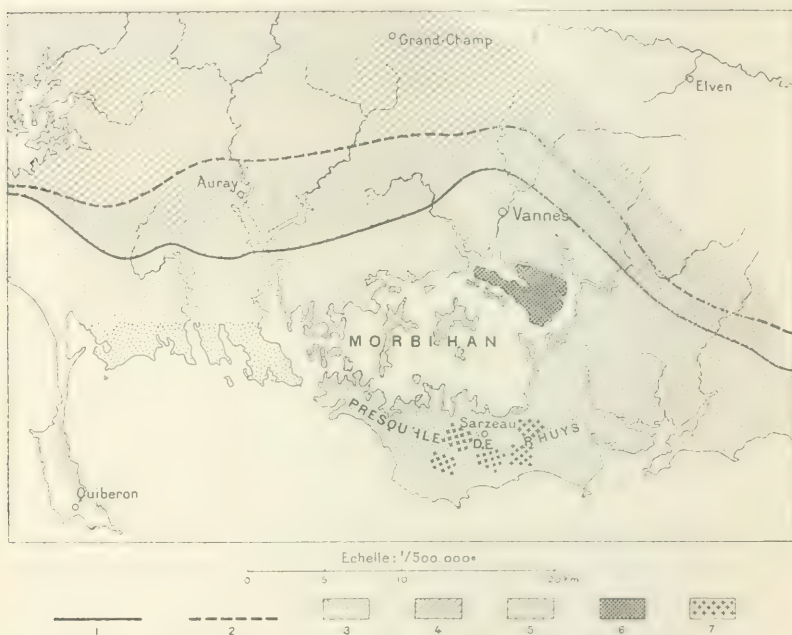 Grand-Champ
Elven
Auray
Vannes
MORBIHAN
PRESQU'ILE DE RHUYS
Sarzeau
Quiberon
Echelle: 1/500 000e
0 5 10 20 km
1 2 3 4 5 6 7